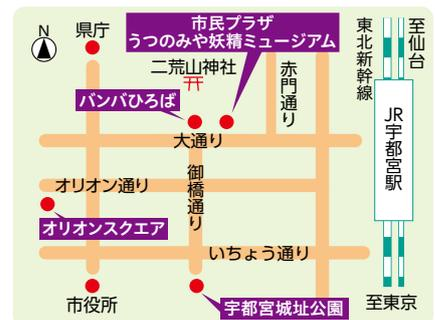 N
県庁
市民プラザ
うつのみや妖精ミュージアム
東北新幹線
至仙台
二荒山神社
赤門通り
バンバひろば
大通り
JR宇都宮駅
オリオン通り
御橋通り
オリオンスクエア
いちょう通り
市役所
宇都宮城址公園
至東京